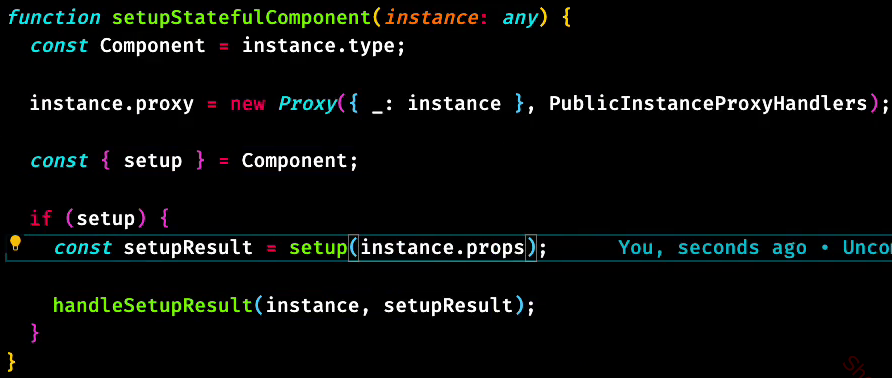 function setupStatefulComponent(instance: any) {
const Component = instance.type;
instance.proxy = new Proxy({ _: instance }, PublicInstanceProxyHandlers);
const { setup } = Component;
if (setup) {
const setupResult = setup(instance.props); You, seconds ago • Unco
handleSetupResult(instance, setupResult);
}
}